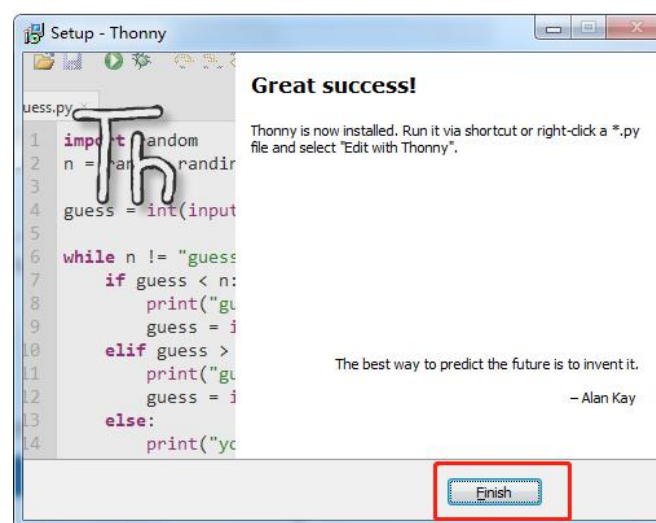 Setup - Thonny
uess.py ×
Th
Great success!
Thonny is now installed. Run it via shortcut or right-click a *.py
file and select "Edit with Thonny".
1 import random
2 n = random.randin
3
4 guess = int(input
5
6 while n != "guess
7 if guess < n:
8 print("gu
9 guess = i
10 elif guess >
11 print("gu
12 guess = i
13 else:
14 print("yo
The best way to predict the future is to invent it.
– Alan Kay
Finish